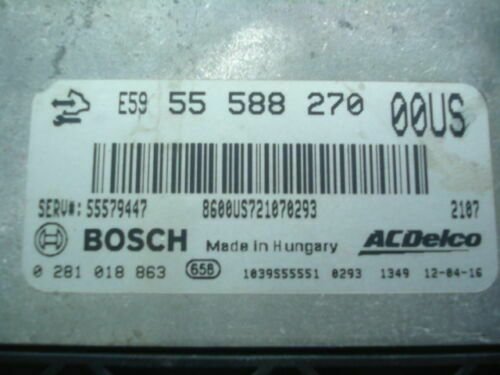 E59 55 588 270 00US
SERV#: 55579447 8600US721070293 2107
BOSCH Made in Hungary ACDelco
0 281 018 863 658 1039S55551 0293 1349 12-04-16